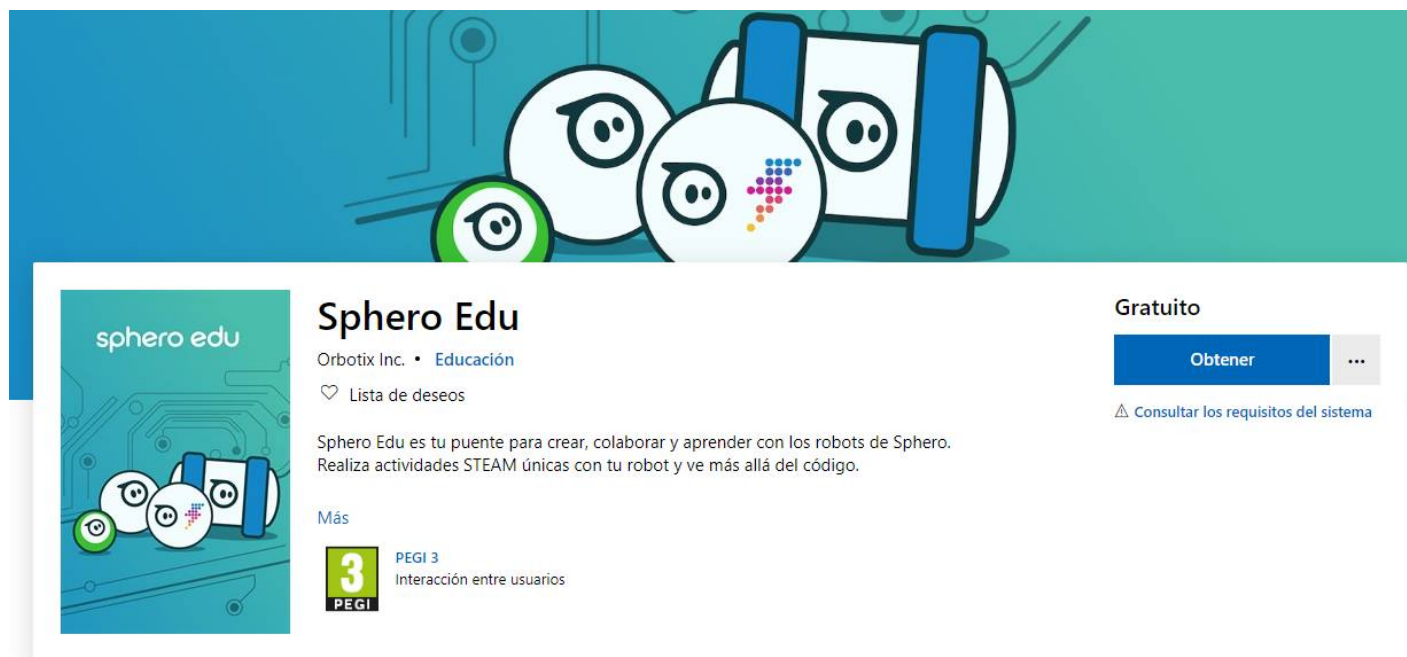 sphero edu
Sphero Edu
Orbotix Inc. • Educación
Lista de deseos
Sphero Edu es tu puente para crear, colaborar y aprender con los robots de Sphero.
Realiza actividades STEAM únicas con tu robot y ve más allá del código.
Más
3
PEGI
PEGI 3
Interacción entre usuarios
Gratuito
Obtener
...
Consultar los requisitos del sistema